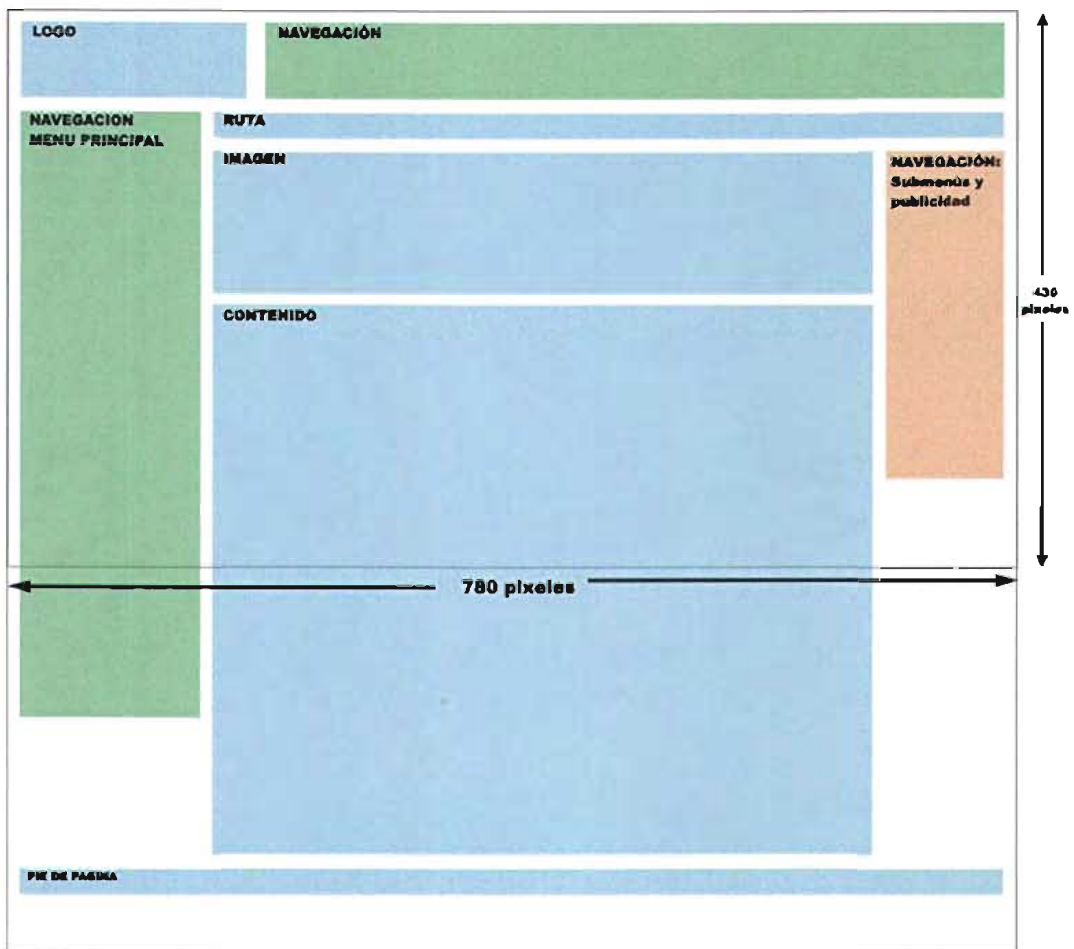 LOGO
NAVEGACIÓN
NAVEGACION
MENU PRINCIPAL
RUTA
IMAGEN
NAVEGACIÓN:
Submenús y
publicidad
430
pixeles
CONTENIDO
780 pixeles
PIE DE PAGINA